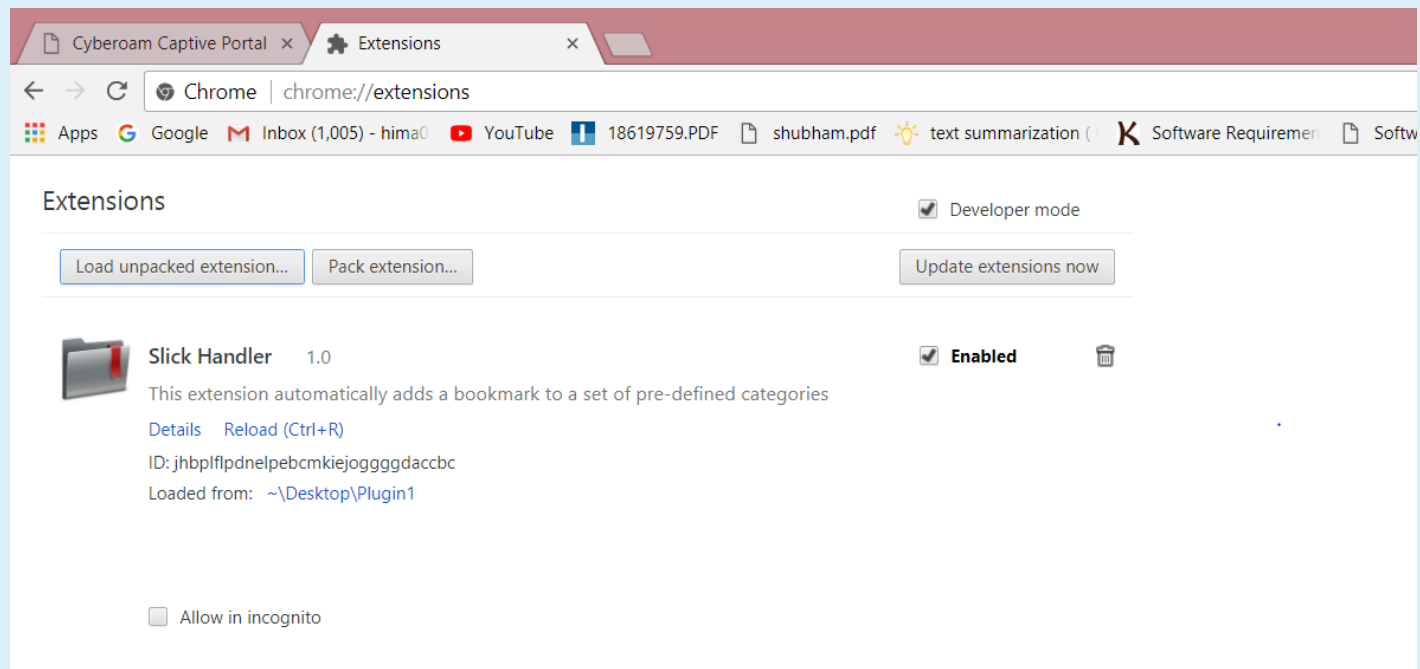 Cyberoam Captive Portal
Extensions
Chrome chrome://extensions
Apps Google Inbox (1,005) - hima YouTube 18619759.PDF shubham.pdf text summarization ( Software Requiremen Softw
Extensions
Developer mode
Load unpacked extension...
Pack extension...
Update extensions now
Slick Handler 1.0
Enabled
This extension automatically adds a bookmark to a set of pre-defined categories
Details Reload (Ctrl+R)
ID: jhbplflpdnelpebcmkiejoggggdaccbc
Loaded from: ~\Desktop\Plugin1
Allow in incognito